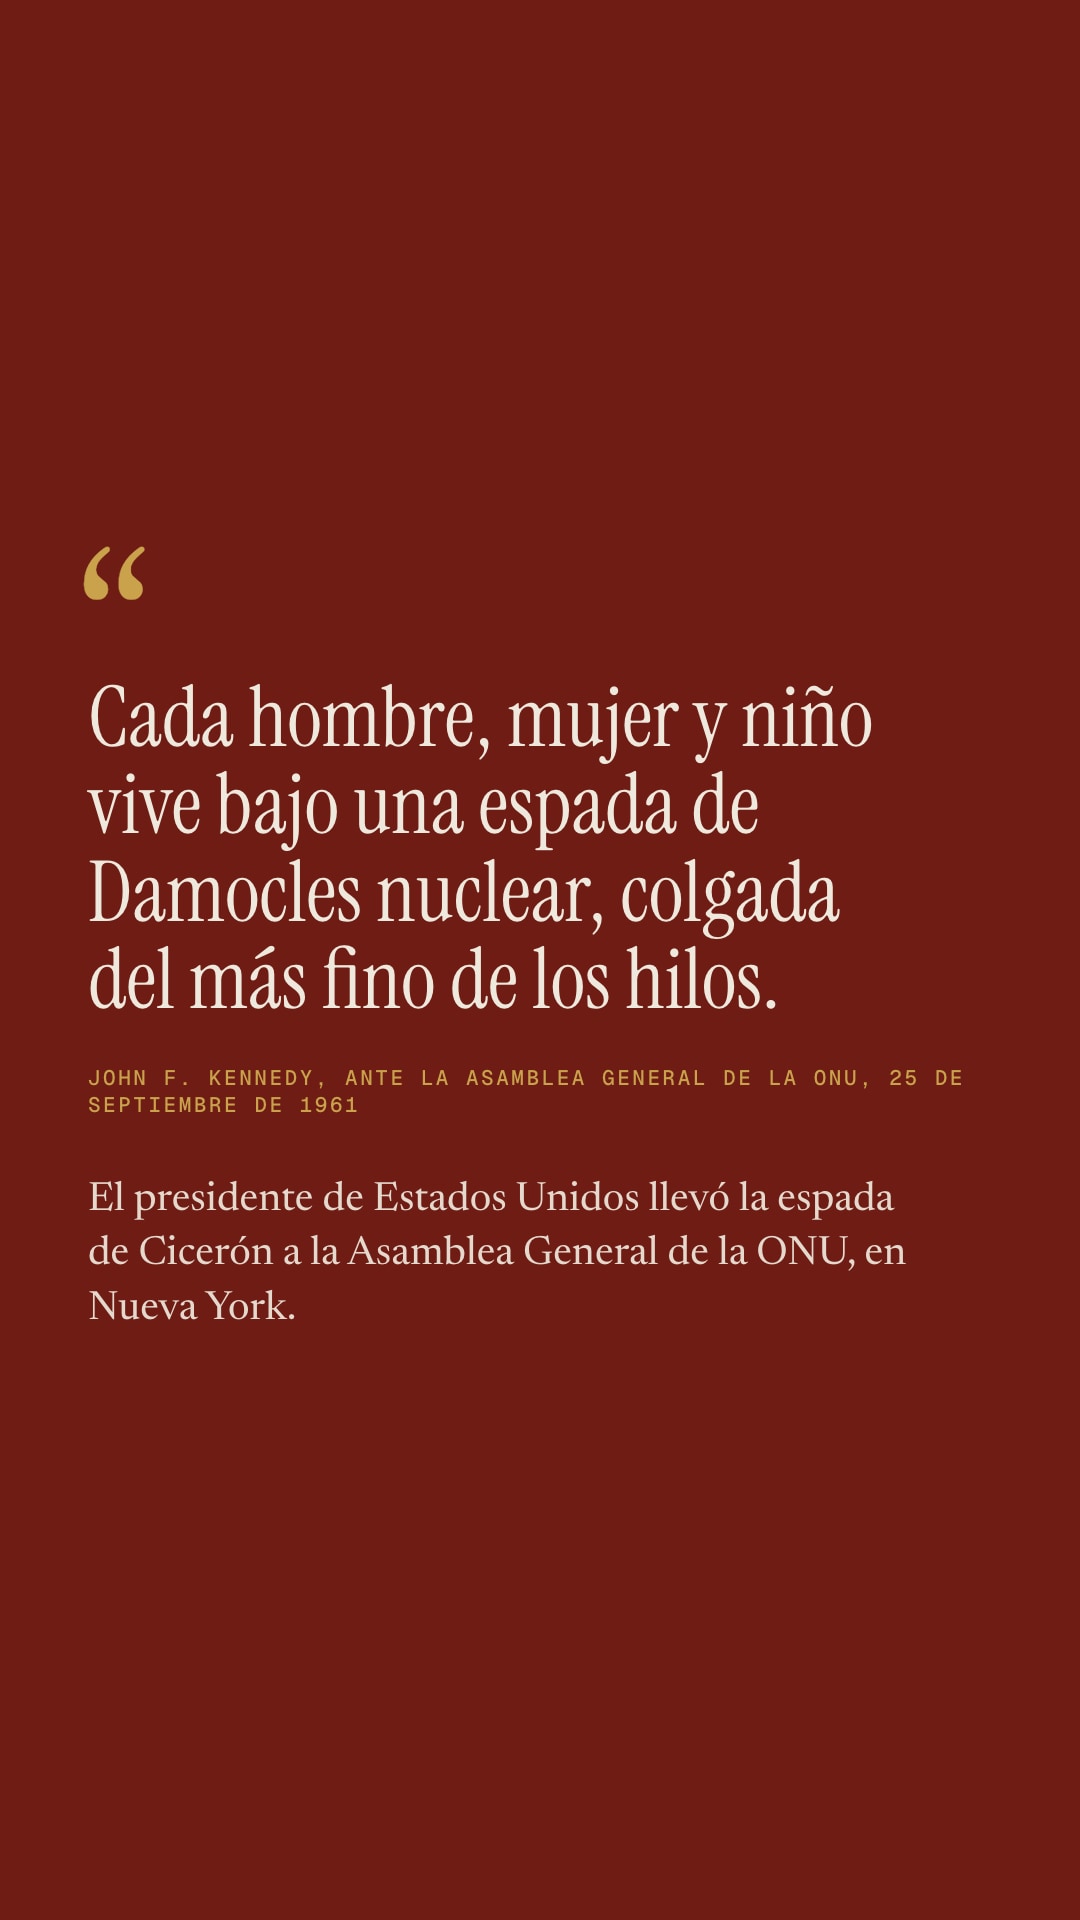 “
Cada hombre, mujer y niño
vive bajo una espada de
Damocles nuclear, colgada
del más fino de los hilos.
JOHN F. KENNEDY, ANTE LA ASAMBLEA GENERAL DE LA ONU, 25 DE
SEPTIEMBRE DE 1961
El presidente de Estados Unidos llevó la espada
de Cicerón a la Asamblea General de la ONU, en
Nueva York.